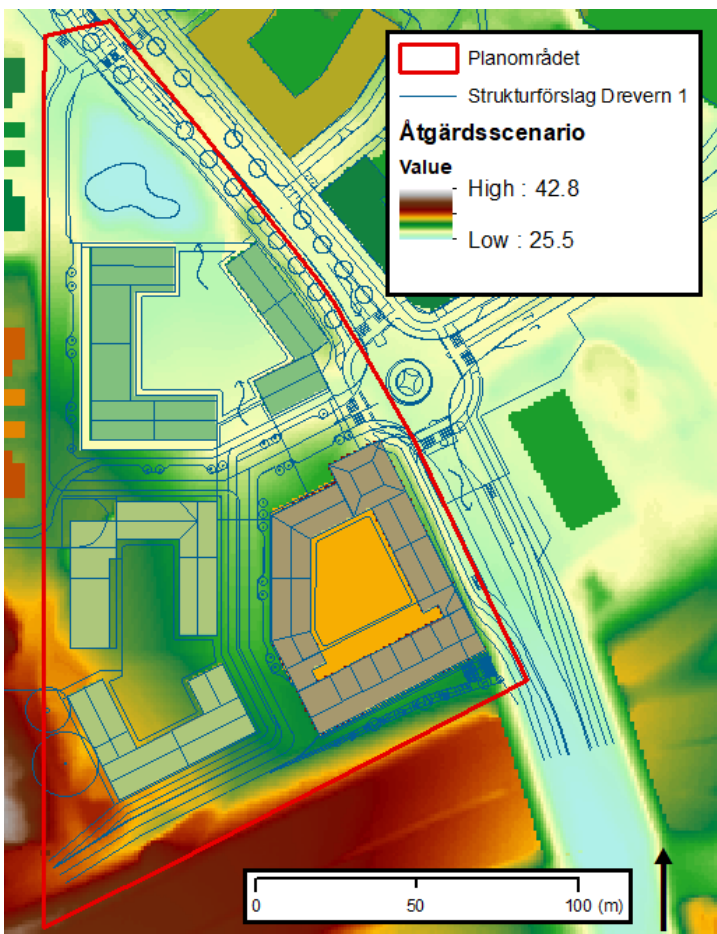 Planområdet
Strukturförslag Drevern 1
Åtgärdsscenario
Value
High : 42.8
Low : 25.5
0 50 100 (m)